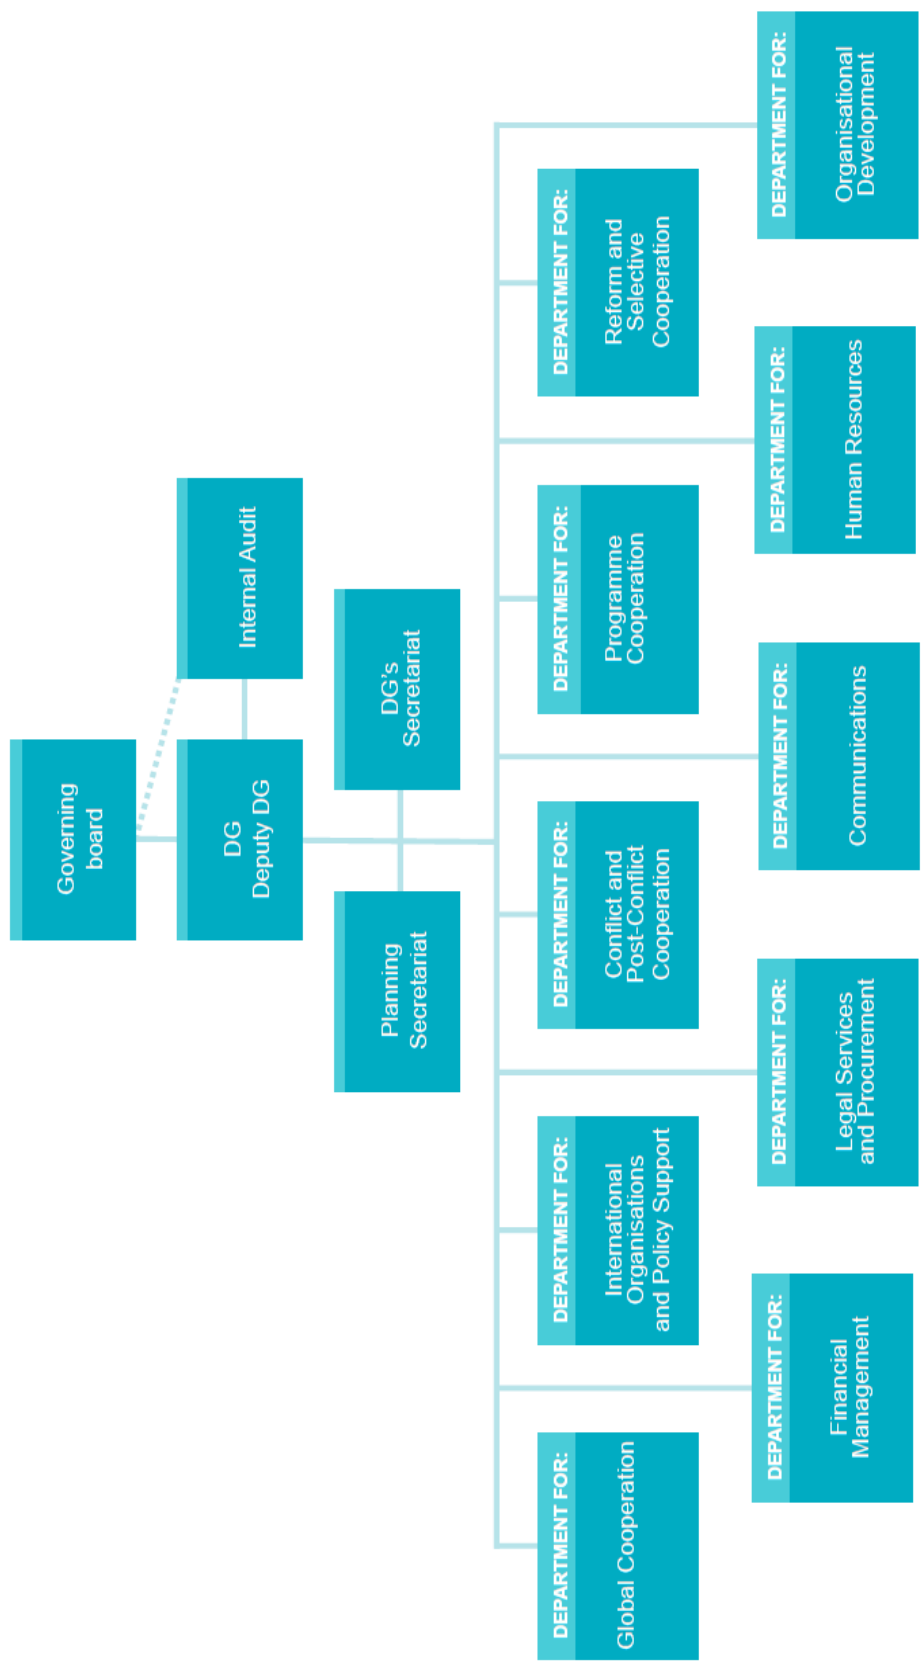 Governing
board
DG
Deputy DG
Internal Audit
Planning
Secretariat
DG's
Secretariat
DEPARTMENT FOR:
Global Cooperation
DEPARTMENT FOR:
International
Organisations
and Policy Support
DEPARTMENT FOR:
Conflict and
Post-Conflict
Cooperation
DEPARTMENT FOR:
Programme
Cooperation
DEPARTMENT FOR:
Reform and
Selective
Cooperation
DEPARTMENT FOR:
Financial
Management
DEPARTMENT FOR:
Legal Services
and Procurement
DEPARTMENT FOR:
Communications
DEPARTMENT FOR:
Human Resources
DEPARTMENT FOR:
Organisational
Development